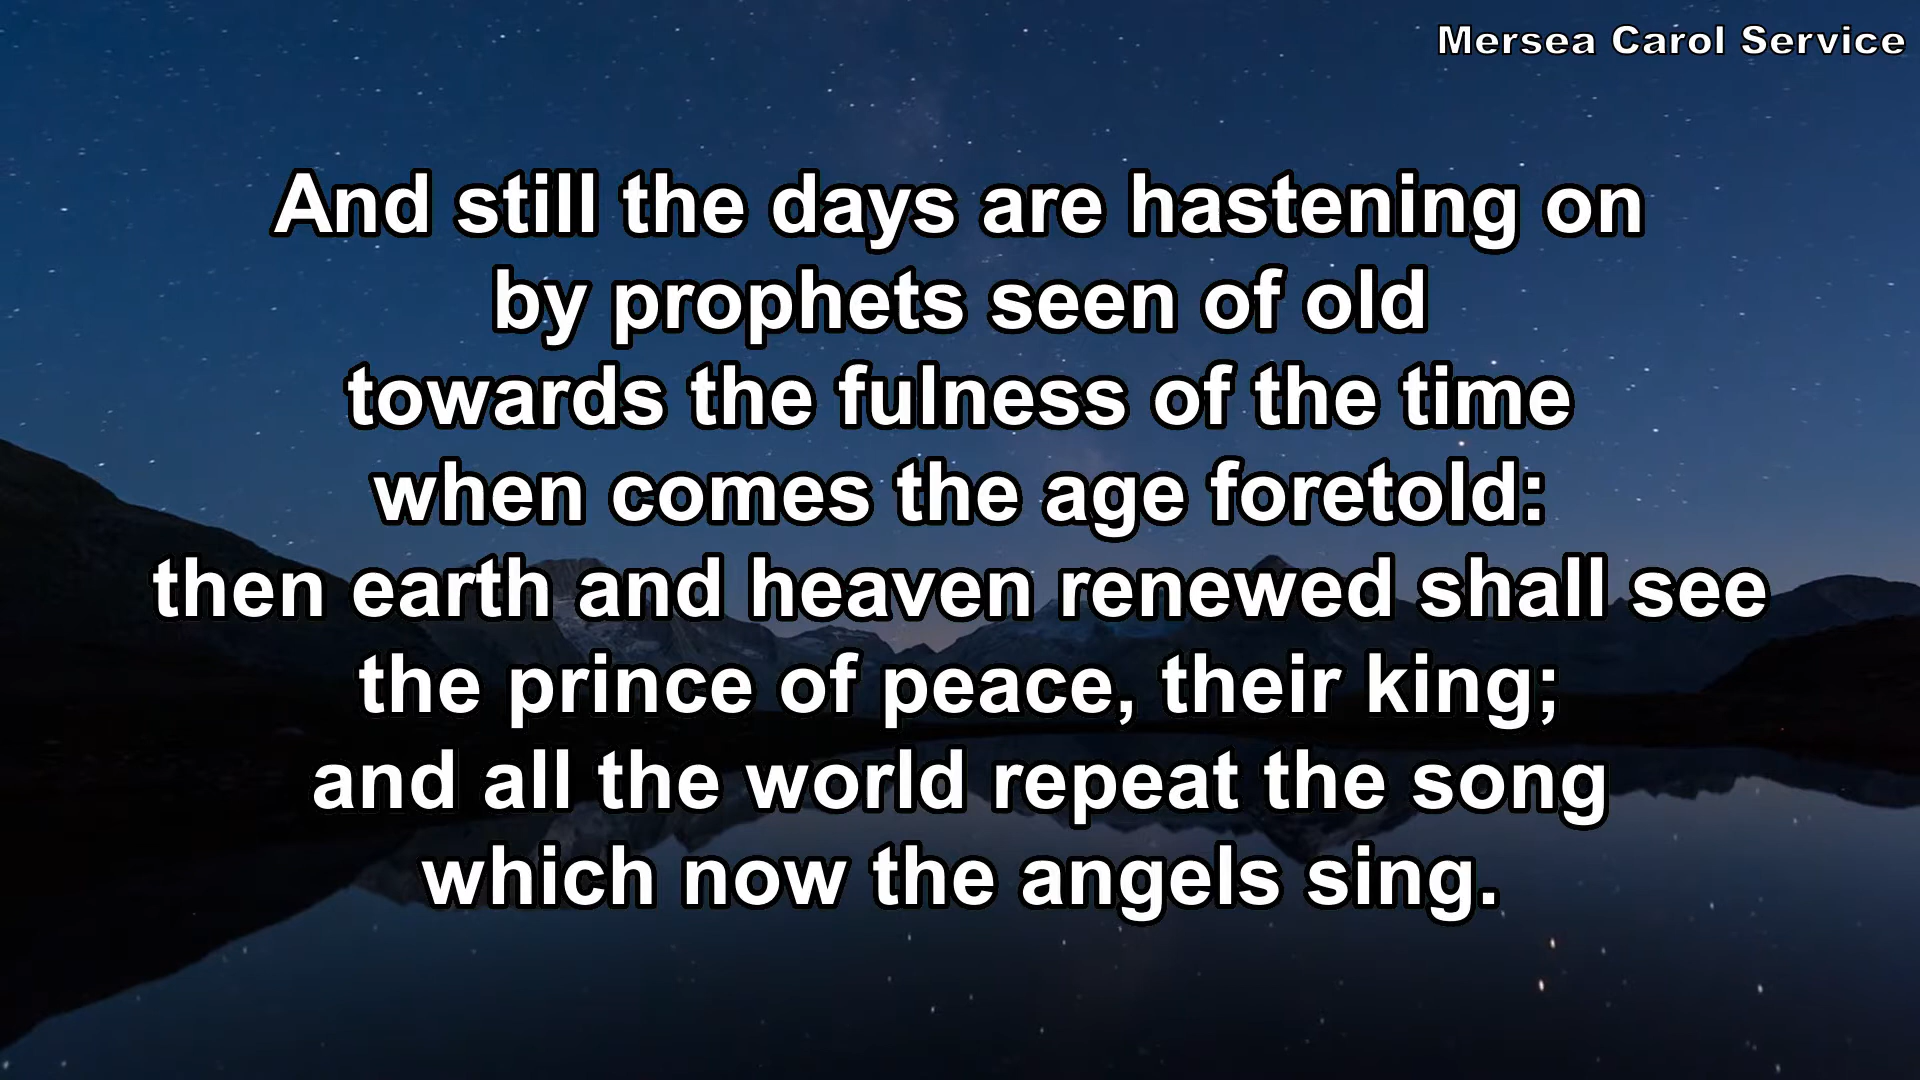 Mersea Carol Service
And still the days are hastening on
by prophets seen of old
towards the fulness of the time
when comes the age foretold:
then earth and heaven renewed shall see
the prince of peace, their king;
and all the world repeat the song
which now the angels sing.